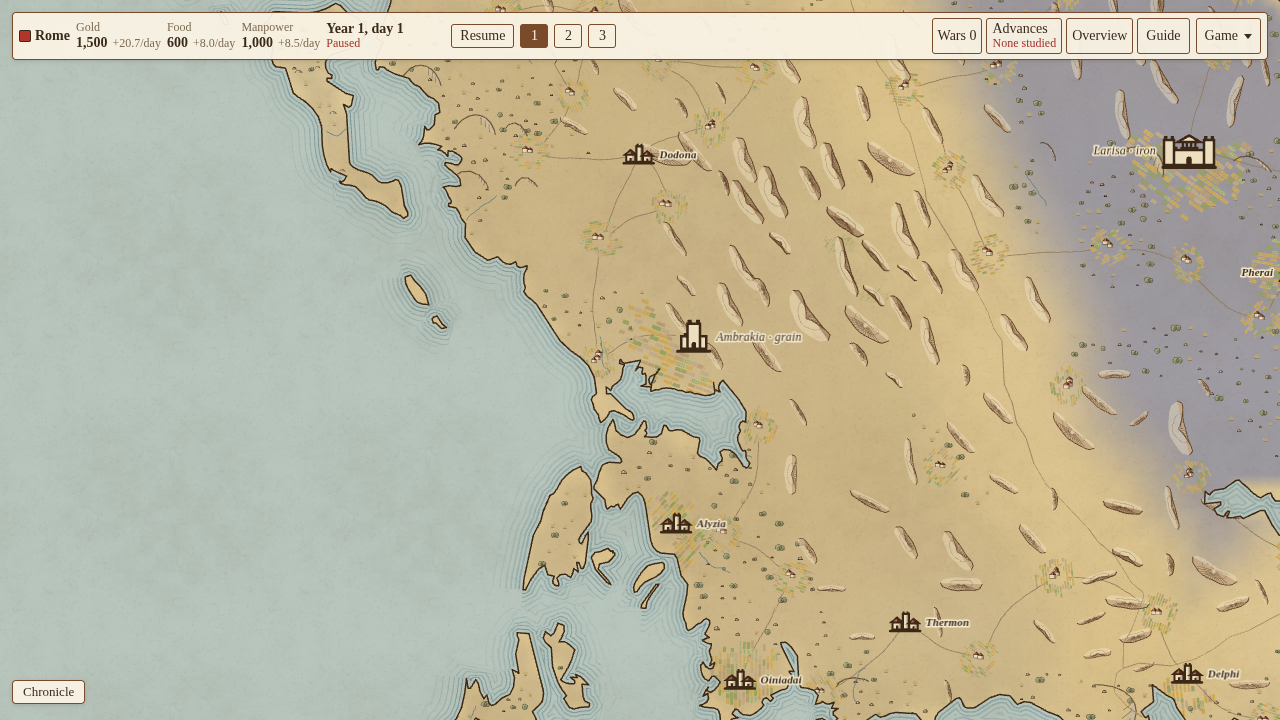 Rome
Gold
1,500 +20.7/day
Food
600 +8.0/day
Manpower
1,000 +8.5/day
Year 1, day 1
Paused
Resume
1
2
3
Wars 0
Advances
None studied
Overview
Guide
Game
Larisa · iron
Dodona
Pherai
Ambrakia · grain
Alyzia
Thermon
Delphi
Oiniadai
Chronicle